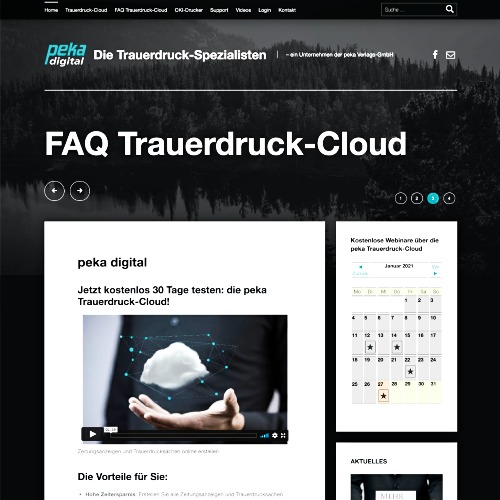 Home Trauerdruck-Cloud FAQ Trauerdruck-Cloud OKI-Drucker Support Videos Login Kontakt
Suche ...
peka digital
Die Trauerdruck-Spezialisten
– ein Unternehmen der peka Verlags-GmbH
FAQ Trauerdruck-Cloud
1 2 3 4
peka digital
Jetzt kostenlos 30 Tage testen: die peka
Trauerdruck-Cloud!
Zeitungsanzeigen und Trauerdrucksachen online erstellen
Die Vorteile für Sie:
Hohe Zeitersparnis: Erstellen Sie alle Zeitungsanzeigen und Trauerdrucksachen
Kostenlose Webinare über die
peka Trauerdruck-Cloud
Januar 2021
Zurück
Mo Di Mi Do Fr Sa So
1 2 3
4 5 6 7 8 9 10
11 12 13 14 15 16 17
18 19 20 21 22 23 24
25 26 27 28 29 30 31
AKTUELLES